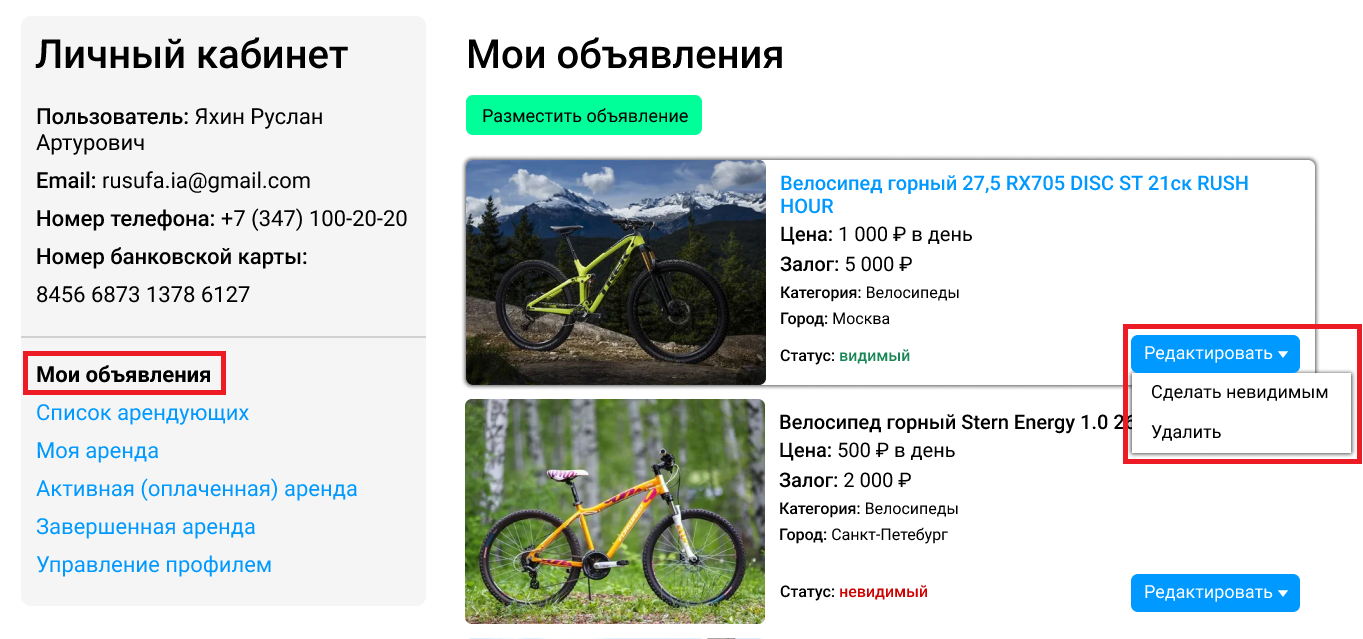 Личный кабинет
Пользователь: Яхин Руслан
Артурович
Email: rusufa.ia@gmail.com
Номер телефона: +7 (347) 100-20-20
Номер банковской карты:
8456 6873 1378 6127
Мои объявления
Список арендующих
Моя аренда
Активная (оплаченная) аренда
Завершенная аренда
Управление профилем
Мои объявления
Разместить объявление
TREK
Велосипед горный 27,5 RX705 DISC ST 21ск RUSH
HOUR
Цена: 1 000 ₽ в день
Залог: 5 000 ₽
Категория: Велосипеды
Город: Москва
Статус: видимый
Редактировать
Сделать невидимым
Удалить
Велосипед горный Stern Energy 1.0 26
Цена: 500 ₽ в день
Залог: 2 000 ₽
Категория: Велосипеды
Город: Санкт-Петебург
Статус: невидимый
Редактировать